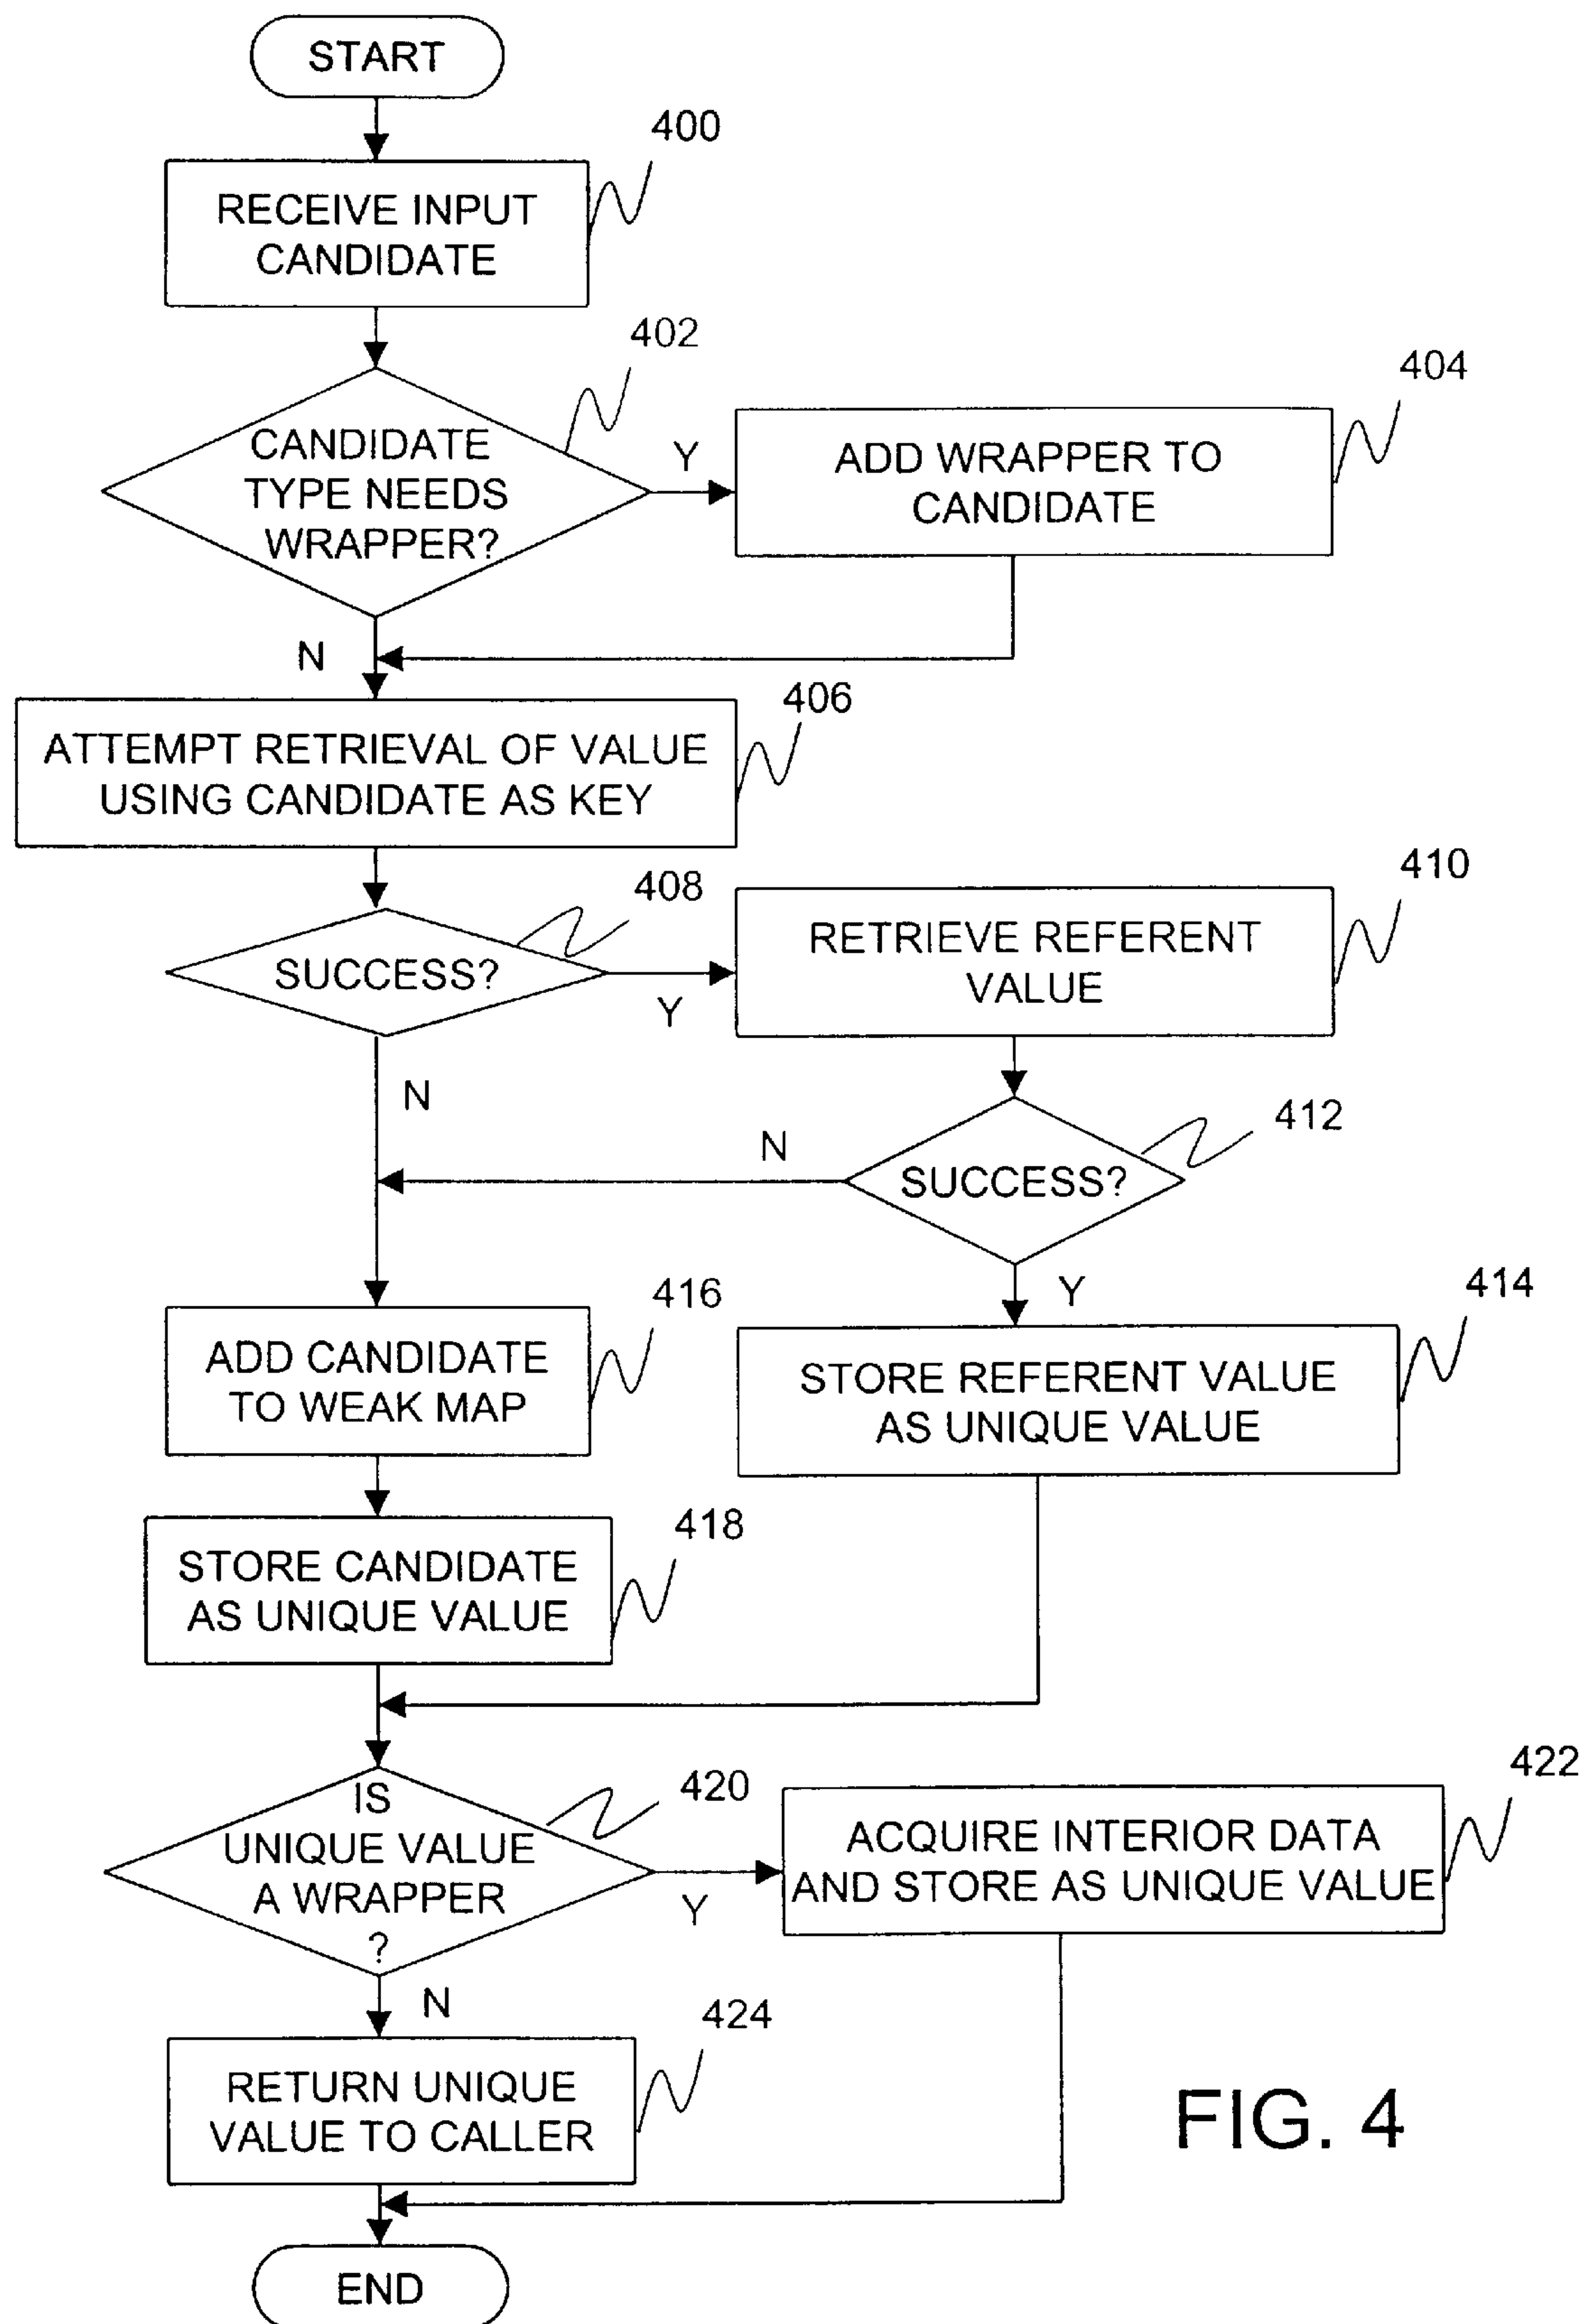 START
400
RECEIVE INPUT
CANDIDATE
402
404
CANDIDATE
TYPE NEEDS
WRAPPER?
Y
ADD WRAPPER TO
CANDIDATE
N
406
ATTEMPT RETRIEVAL OF VALUE
USING CANDIDATE AS KEY
408
410
SUCCESS?
Y
RETRIEVE REFERENT
VALUE
N
412
N
SUCCESS?
Y
416
414
ADD CANDIDATE
TO WEAK MAP
STORE REFERENT VALUE
AS UNIQUE VALUE
418
STORE CANDIDATE
AS UNIQUE VALUE
420
422
IS
UNIQUE VALUE
A WRAPPER
?
Y
ACQUIRE INTERIOR DATA
AND STORE AS UNIQUE VALUE
N
424
RETURN UNIQUE
VALUE TO CALLER
FIG. 4
END